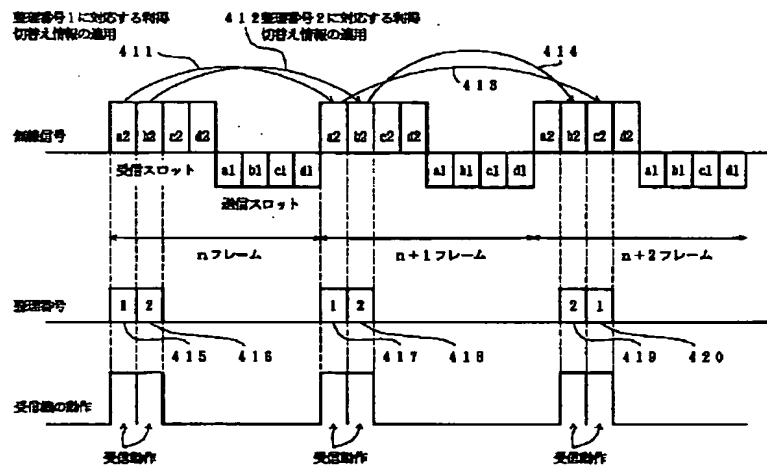 整理番号1に対応する利得
切替え情報の適用
411
412
整理番号2に対応する利得
切替え情報の適用
414
413
無線信号
a2 b2 c2 d2
a2 b2 c2 d2
a2 b2 c2 d2
受信スロット
a1 b1 c1 d1
a1 b1 c1 d1
a1 b1 c1 d1
送信スロット
nフレーム
n+1フレーム
n+2フレーム
整理番号
1 2
1 2
2 1
415
416
417
418
419
420
受信機の動作
受信動作
受信動作
受信動作